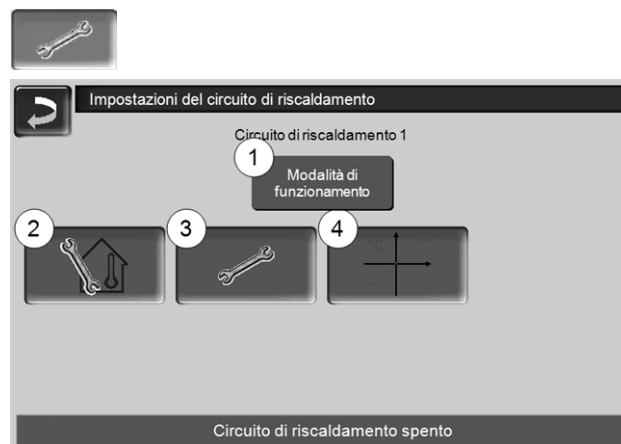 Impostazioni del circuito di riscaldamento
Circuito di riscaldamento 1
1
Modalità di
funzionamento
2
3
4
°C
Circuito di riscaldamento spento